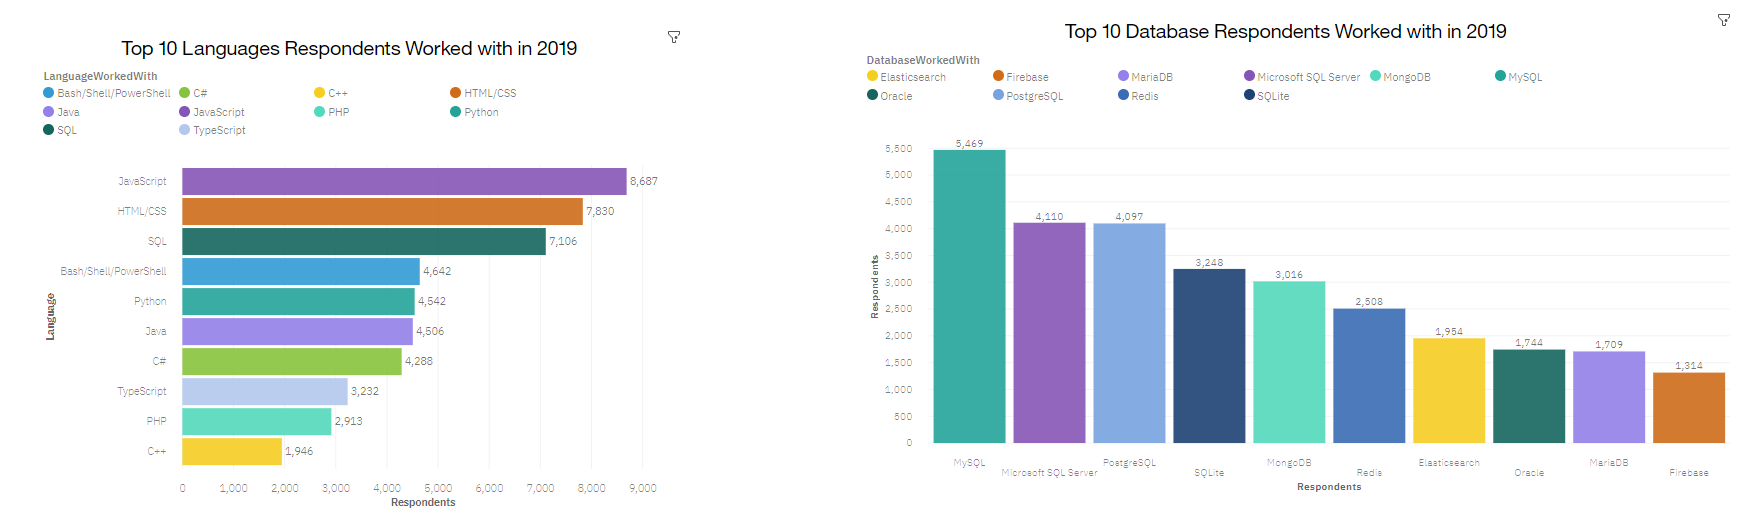 Top 10 Languages Respondents Worked with in 2019
LanguageWorkedWith
Bash/Shell/PowerShell C# C++ HTML/CSS
Java JavaScript PHP Python
SQL TypeScript
JavaScript 8,687
HTML/CSS 7,830
SQL 7,106
Bash/Shell/PowerShell 4,642
Python 4,542
Java 4,506
C# 4,288
TypeScript 3,232
PHP 2,913
C++ 1,946
Language
0 1,000 2,000 3,000 4,000 5,000 6,000 7,000 8,000 9,000
Respondents
Top 10 Database Respondents Worked with in 2019
DatabaseWorkedWith
Elasticsearch Firebase MariaDB Microsoft SQL Server MongoDB MySQL
Oracle PostgreSQL Redis SQLite
5,500
5,000
4,500
4,000
3,500
3,000
2,500
2,000
1,500
1,000
500
0
Respondents
5,469 4,110 4,097 3,248 3,016 2,508 1,954 1,744 1,709 1,314
MySQL Microsoft SQL Server PostgreSQL SQLite MongoDB Redis Elasticsearch Oracle MariaDB Firebase
Respondents